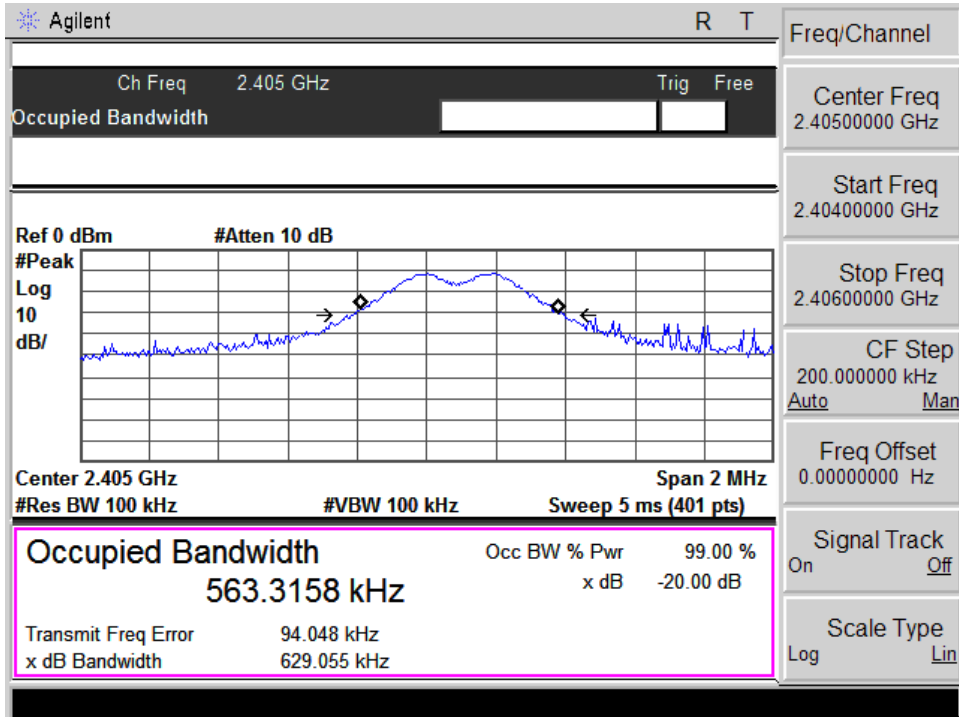 Agilent R T
Ch Freq 2.405 GHz Trig Free
Occupied Bandwidth
Ref 0 dBm #Atten 10 dB
#Peak
Log
10
dB/
Center 2.405 GHz Span 2 MHz
#Res BW 100 kHz #VBW 100 kHz Sweep 5 ms (401 pts)
Occupied Bandwidth Occ BW % Pwr 99.00 %
563.3158 kHz x dB -20.00 dB
Transmit Freq Error 94.048 kHz
x dB Bandwidth 629.055 kHz
Freq/Channel
Center Freq
2.40500000 GHz
Start Freq
2.40400000 GHz
Stop Freq
2.40600000 GHz
CF Step
200.000000 kHz
Auto Man
Freq Offset
0.00000000 Hz
Signal Track
On Off
Scale Type
Log Lin